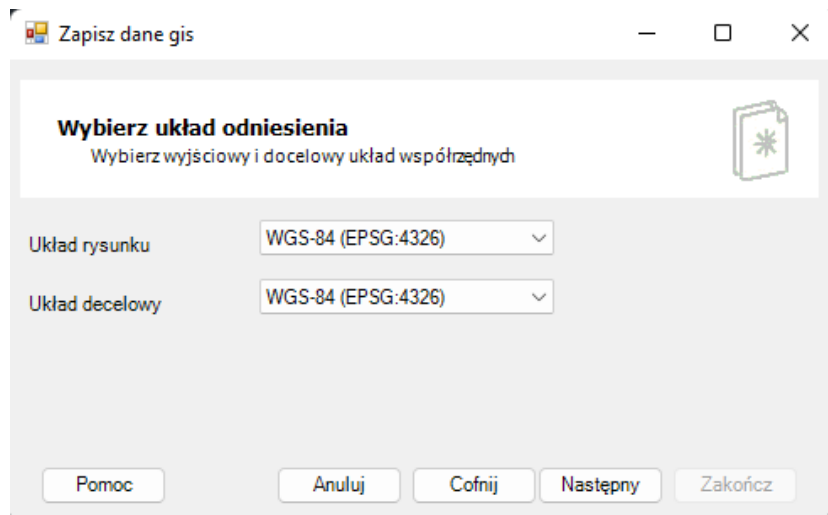 Zapisz dane gis
Wybierz układ odniesienia
Wybierz wyjściowy i docelowy układ współrzędnych
Układ rysunku
WGS-84 (EPSG:4326)
Układ decelowy
WGS-84 (EPSG:4326)
Pomoc
Anuluj
Cofnij
Następny
Zakończ